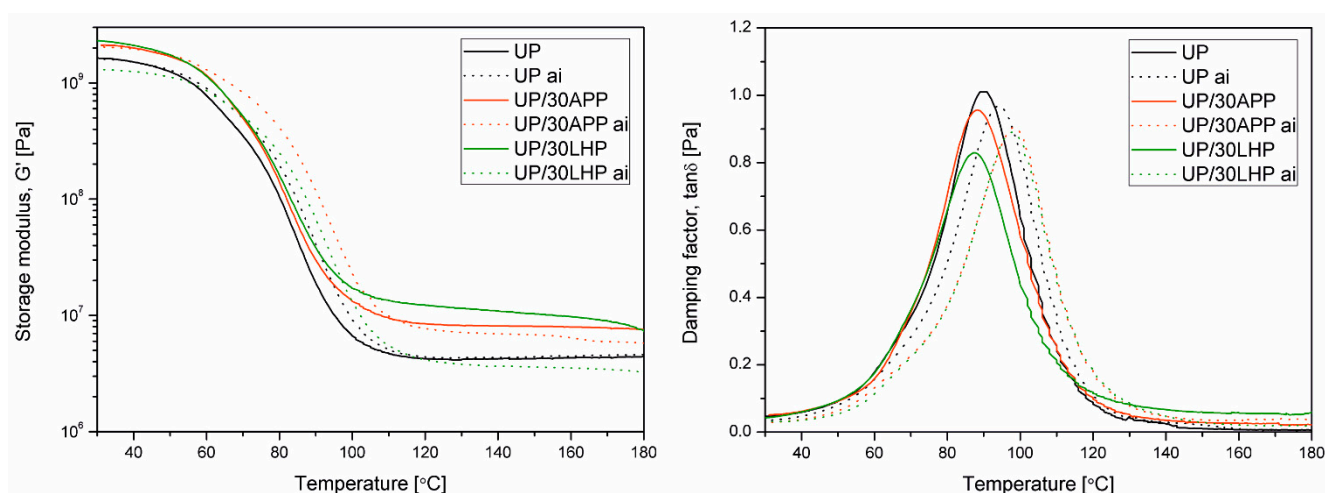 Storage modulus, G' [Pa]
10⁹
10⁸
10⁷
10⁶
40 60 80 100 120 140 160 180
Temperature [°C]
UP
UP ai
UP/30APP
UP/30APP ai
UP/30LHP
UP/30LHP ai
Damping factor, tanδ [Pa]
1.2
1.0
0.8
0.6
0.4
0.2
0.0
40 60 80 100 120 140 160 180
Temperature [°C]
UP
UP ai
UP/30APP
UP/30APP ai
UP/30LHP
UP/30LHP ai